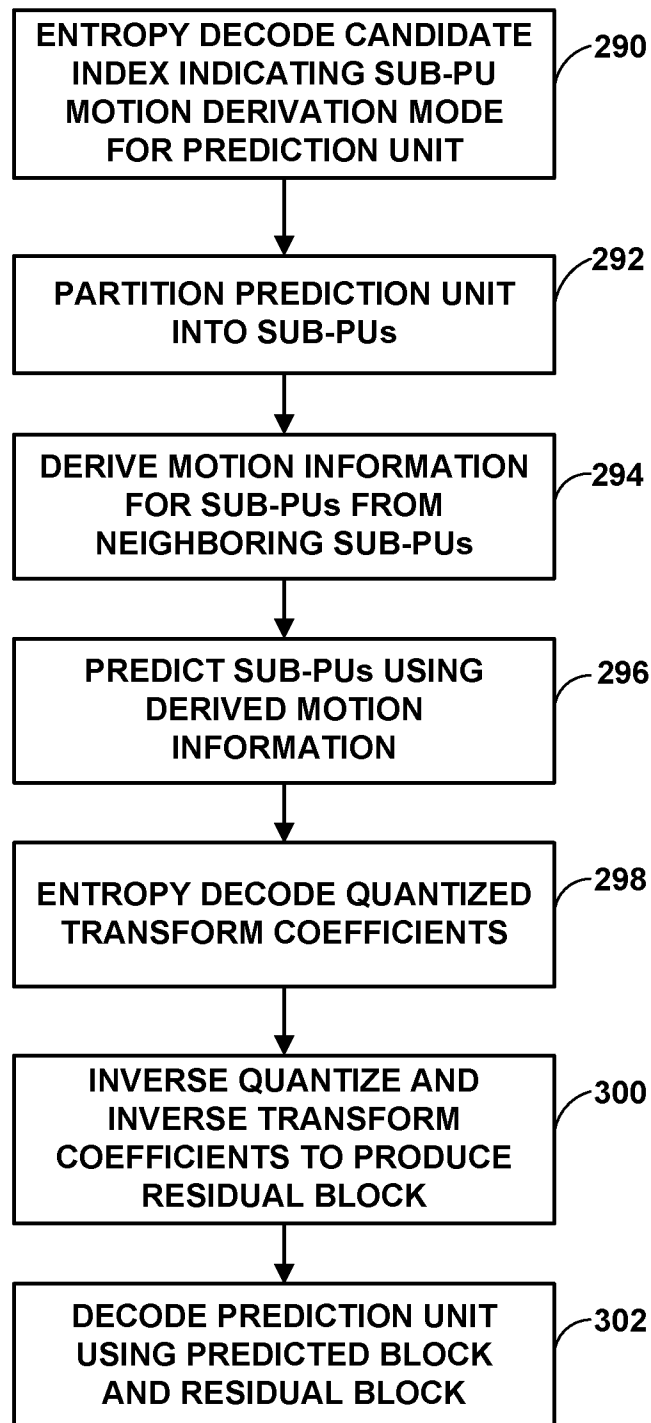 ENTROPY DECODE CANDIDATE
INDEX INDICATING SUB-PU
MOTION DERIVATION MODE
FOR PREDICTION UNIT
290
PARTITION PREDICTION UNIT
INTO SUB-PUs
292
DERIVE MOTION INFORMATION
FOR SUB-PUs FROM
NEIGHBORING SUB-PUs
294
PREDICT SUB-PUs USING
DERIVED MOTION
INFORMATION
296
ENTROPY DECODE QUANTIZED
TRANSFORM COEFFICIENTS
298
INVERSE QUANTIZE AND
INVERSE TRANSFORM
COEFFICIENTS TO PRODUCE
RESIDUAL BLOCK
300
DECODE PREDICTION UNIT
USING PREDICTED BLOCK
AND RESIDUAL BLOCK
302